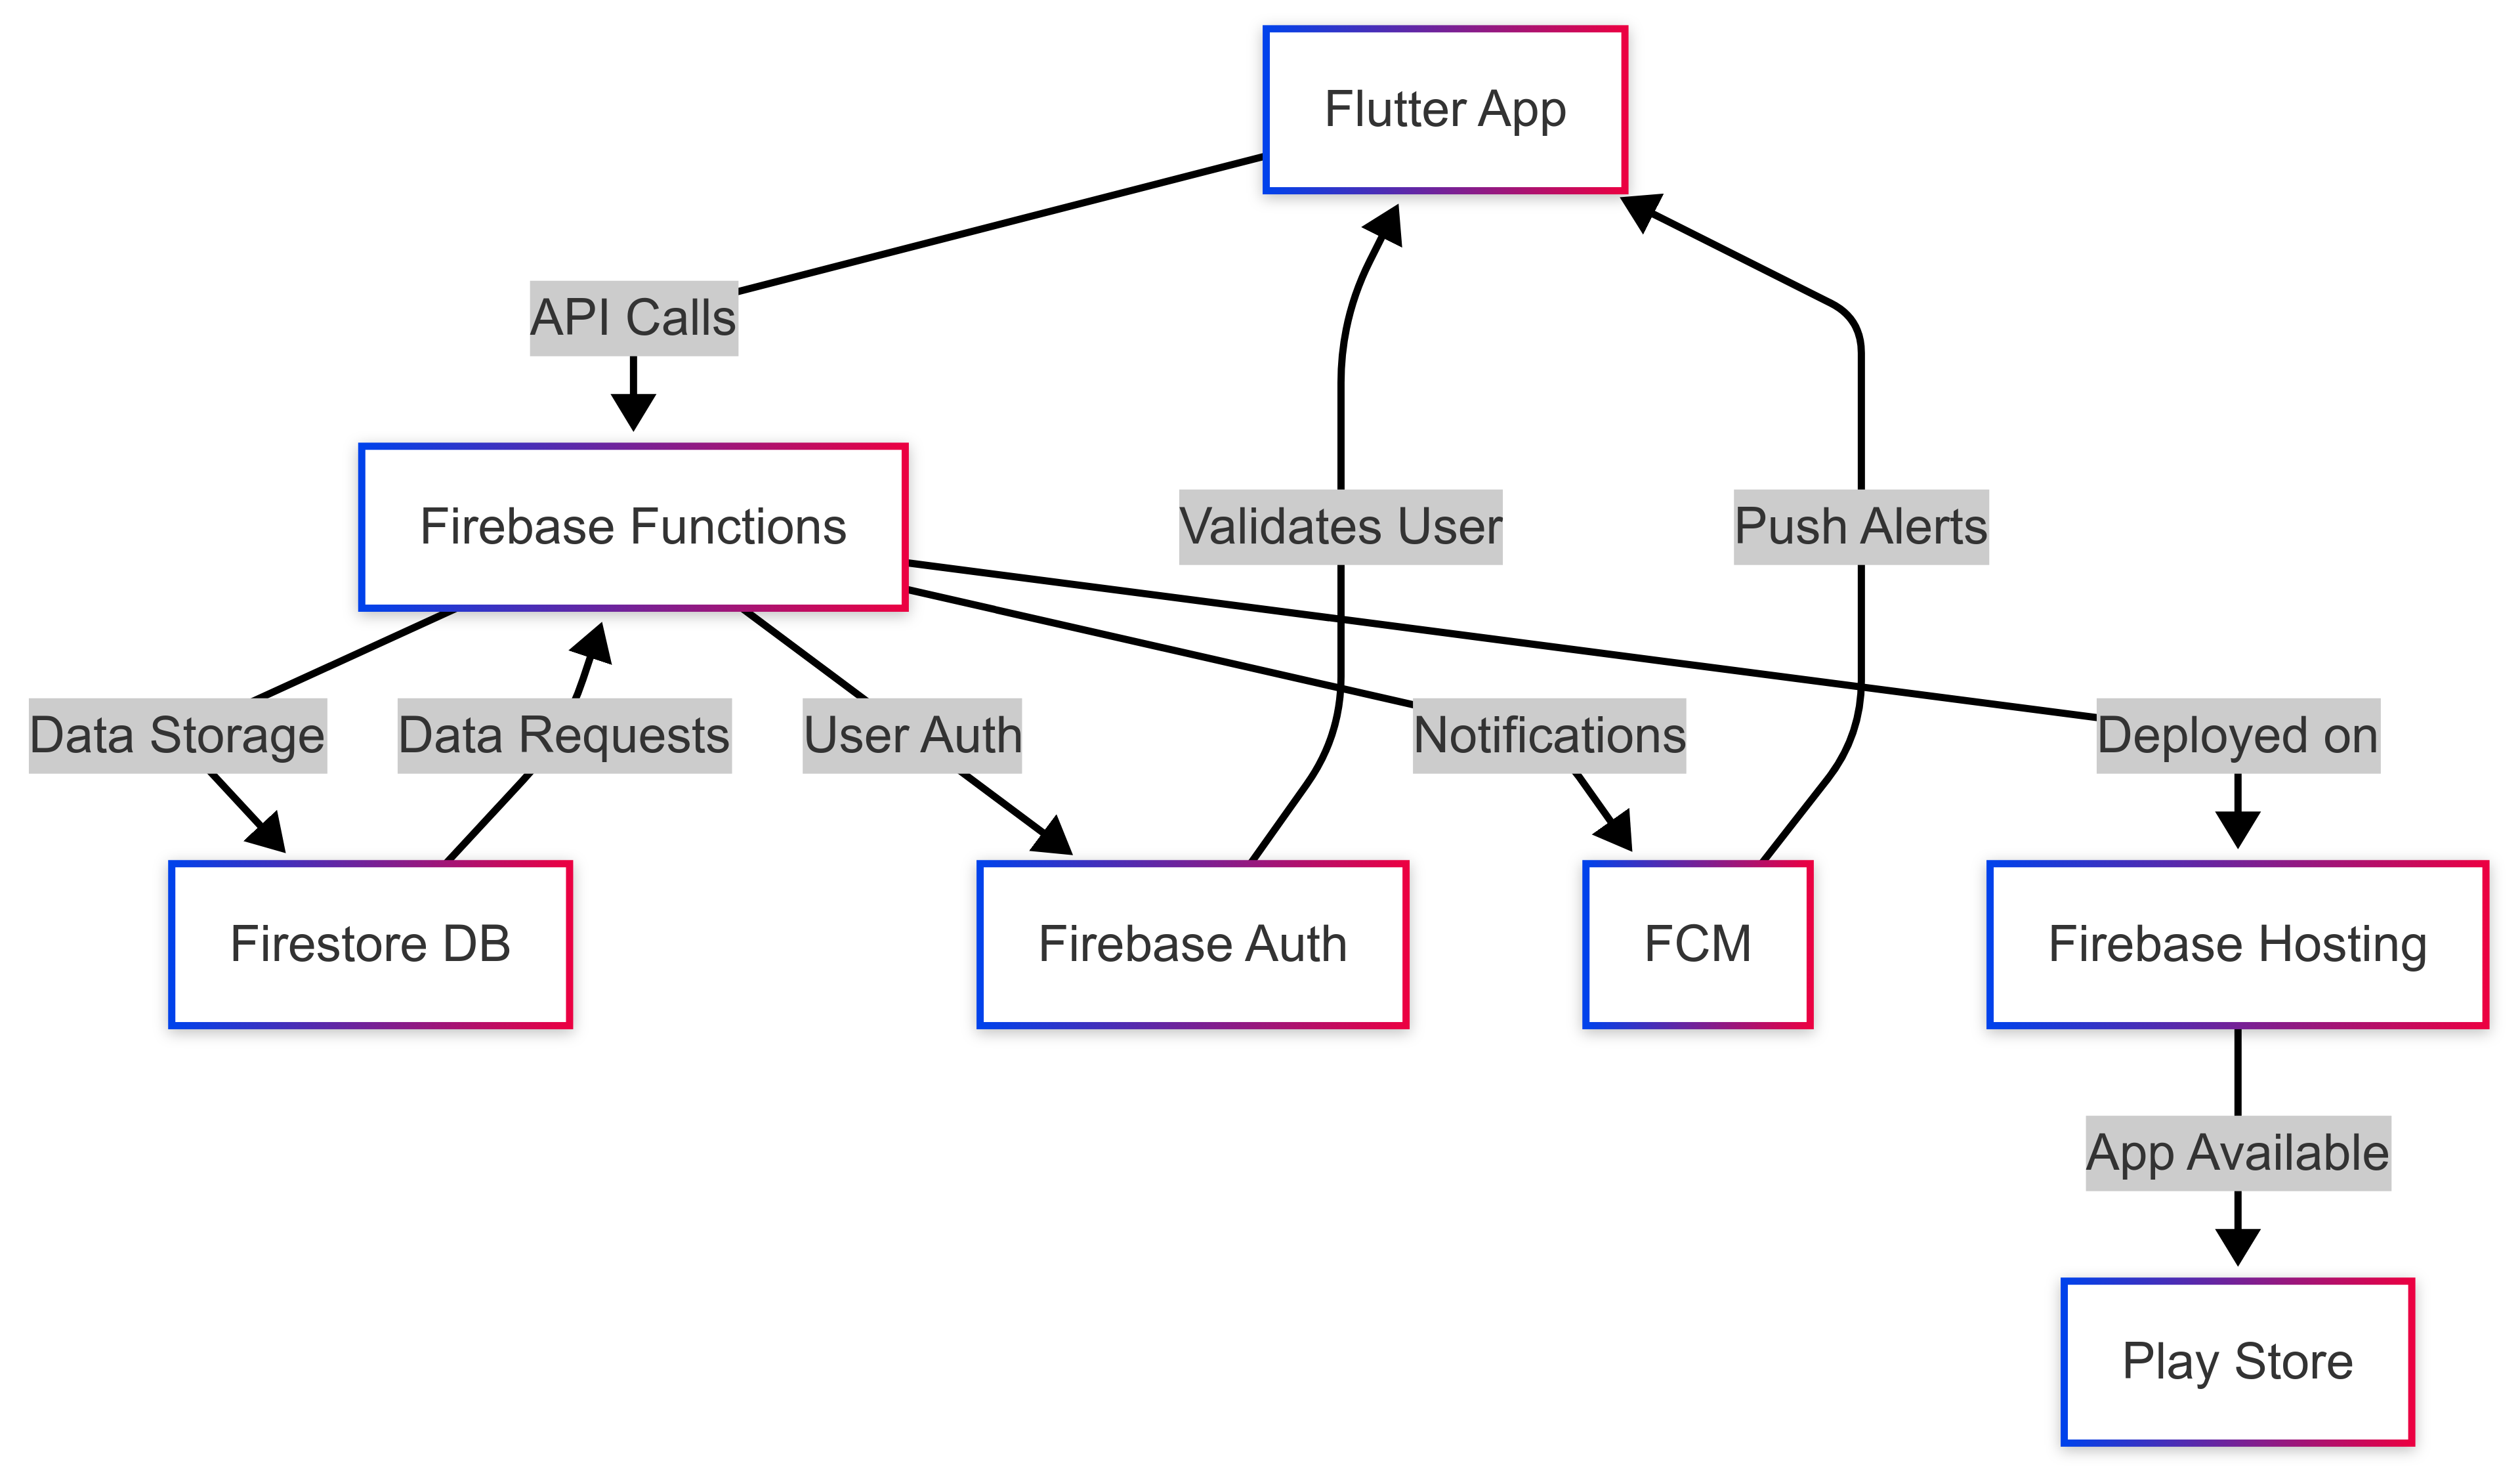 Flutter App
API Calls
Firebase Functions
Validates User
Push Alerts
Data Storage
Data Requests
User Auth
Notifications
Deployed on
Firestore DB
Firebase Auth
FCM
Firebase Hosting
App Available
Play Store